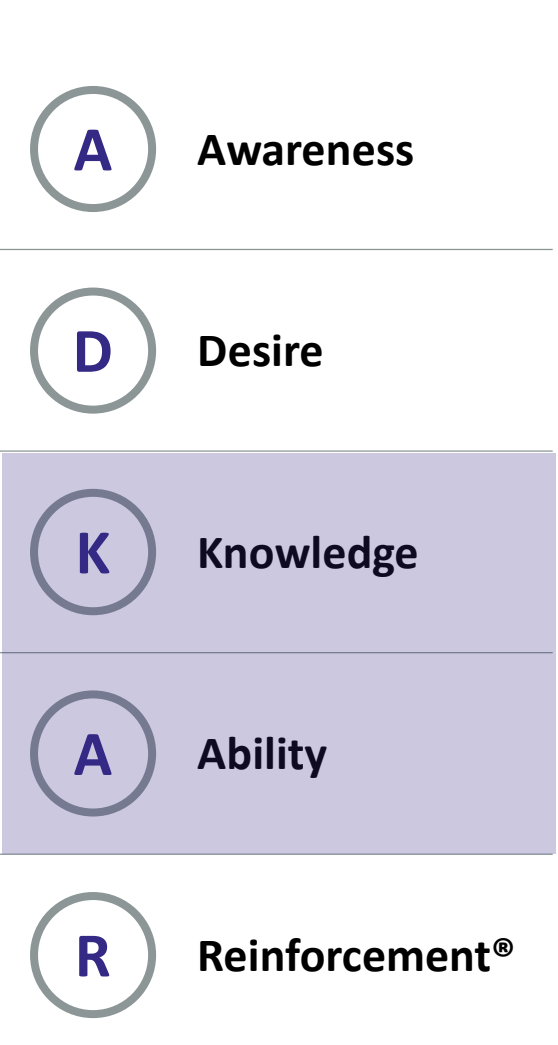 A Awareness
D Desire
K Knowledge
A Ability
R Reinforcement®